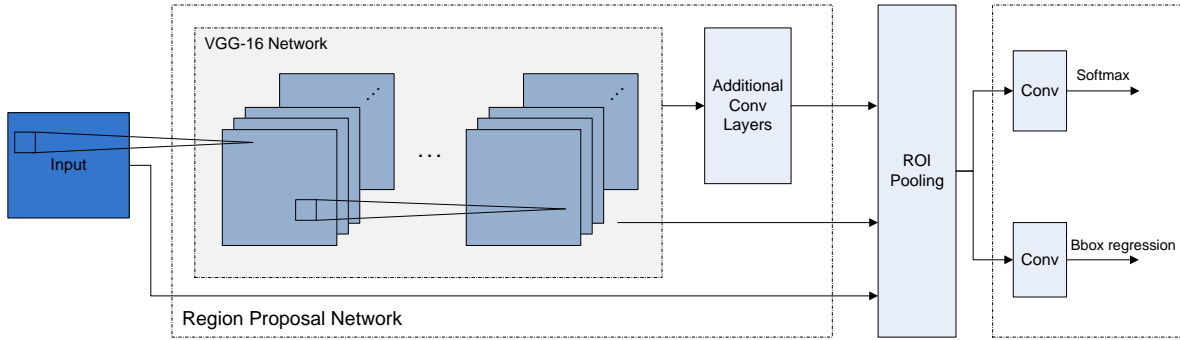 VGG-16 Network
Input
. . .
. . .
. . .
Additional
Conv
Layers
ROI
Pooling
Conv
Softmax
Conv
Bbox regression
Region Proposal Network